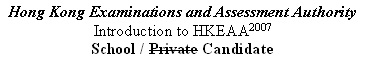 Hong Kong Examinations and Assessment Authority
Introduction to HKEAA2007
School / Private Candidate